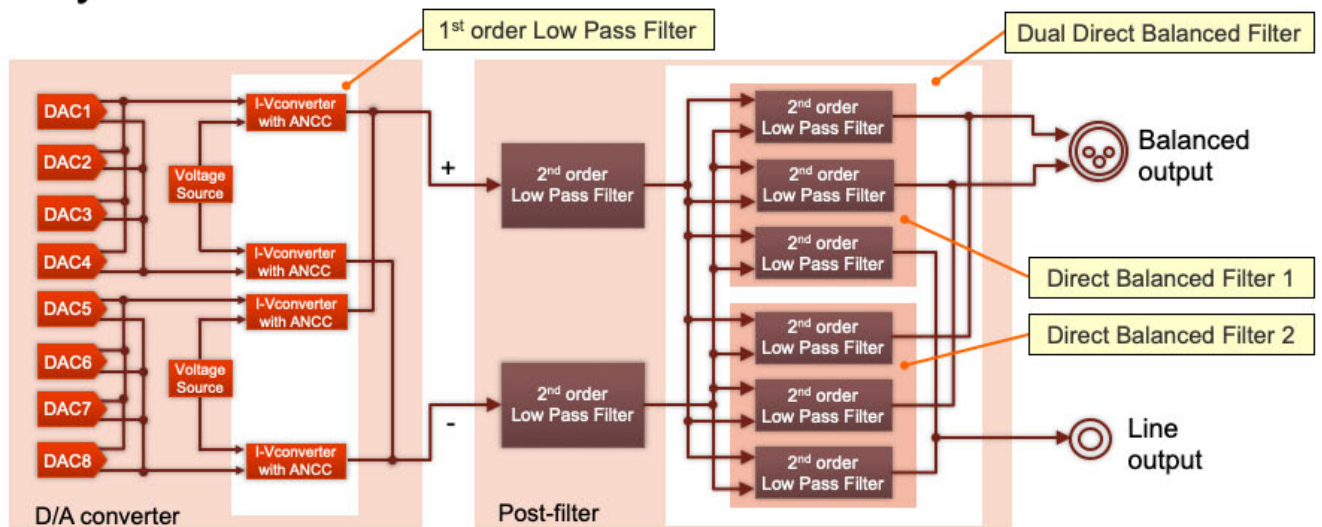 1st order Low Pass Filter
Dual Direct Balanced Filter
DAC1
DAC2
DAC3
DAC4
DAC5
DAC6
DAC7
DAC8
Voltage
Source
Voltage
Source
I-Vconverter
with ANCC
I-Vconverter
with ANCC
I-Vconverter
with ANCC
I-Vconverter
with ANCC
D/A converter
+
-
2nd order
Low Pass Filter
2nd order
Low Pass Filter
Post-filter
2nd order
Low Pass Filter
2nd order
Low Pass Filter
2nd order
Low Pass Filter
2nd order
Low Pass Filter
2nd order
Low Pass Filter
2nd order
Low Pass Filter
Balanced
output
Direct Balanced Filter 1
Direct Balanced Filter 2
Line
output